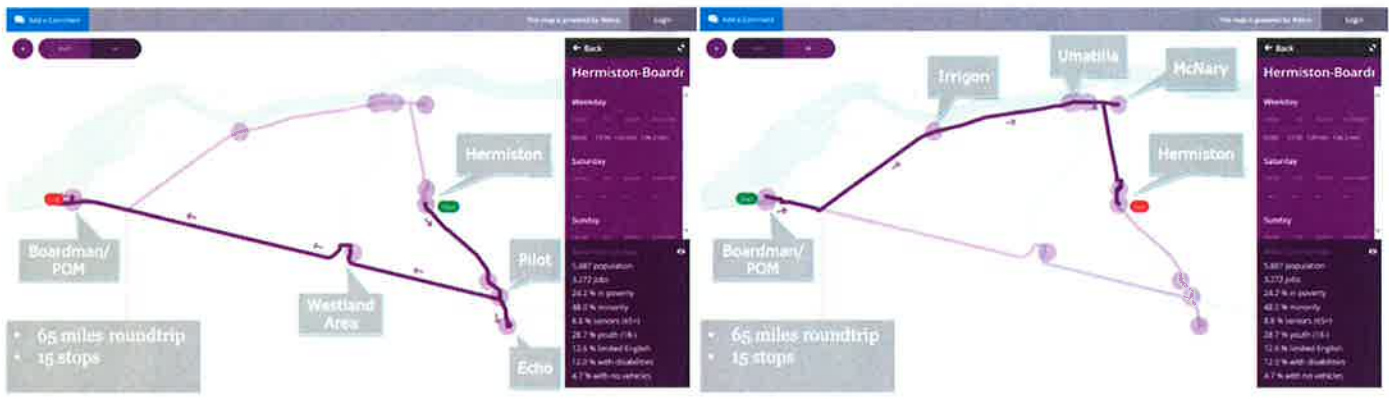 Add a Comment
This map is powered by Remix
Login
Back
Hermiston-Boardr
Weekday
Saturday
Sunday
5,887 population
3,272 jobs
24.2 % in poverty
48.0 % minority
8.8 % seniors (65+)
28.7 % youth (18-)
12.6 % limited English
12.0 % with disabilities
4.7 % with no vehicles
Hermiston
Boardman/
POM
Pilot
Westland
Area
Echo
• 65 miles roundtrip
• 15 stops
Add a Comment
This map is powered by Remix
Login
Back
Hermiston-Boardr
Weekday
Saturday
Sunday
5,887 population
3,272 jobs
24.2 % in poverty
48.0 % minority
8.8 % seniors (65+)
28.7 % youth (18-)
12.6 % limited English
12.0 % with disabilities
4.7 % with no vehicles
Umatilla
Irrigon
McNary
Hermiston
Boardman/
POM
• 65 miles roundtrip
• 15 stops